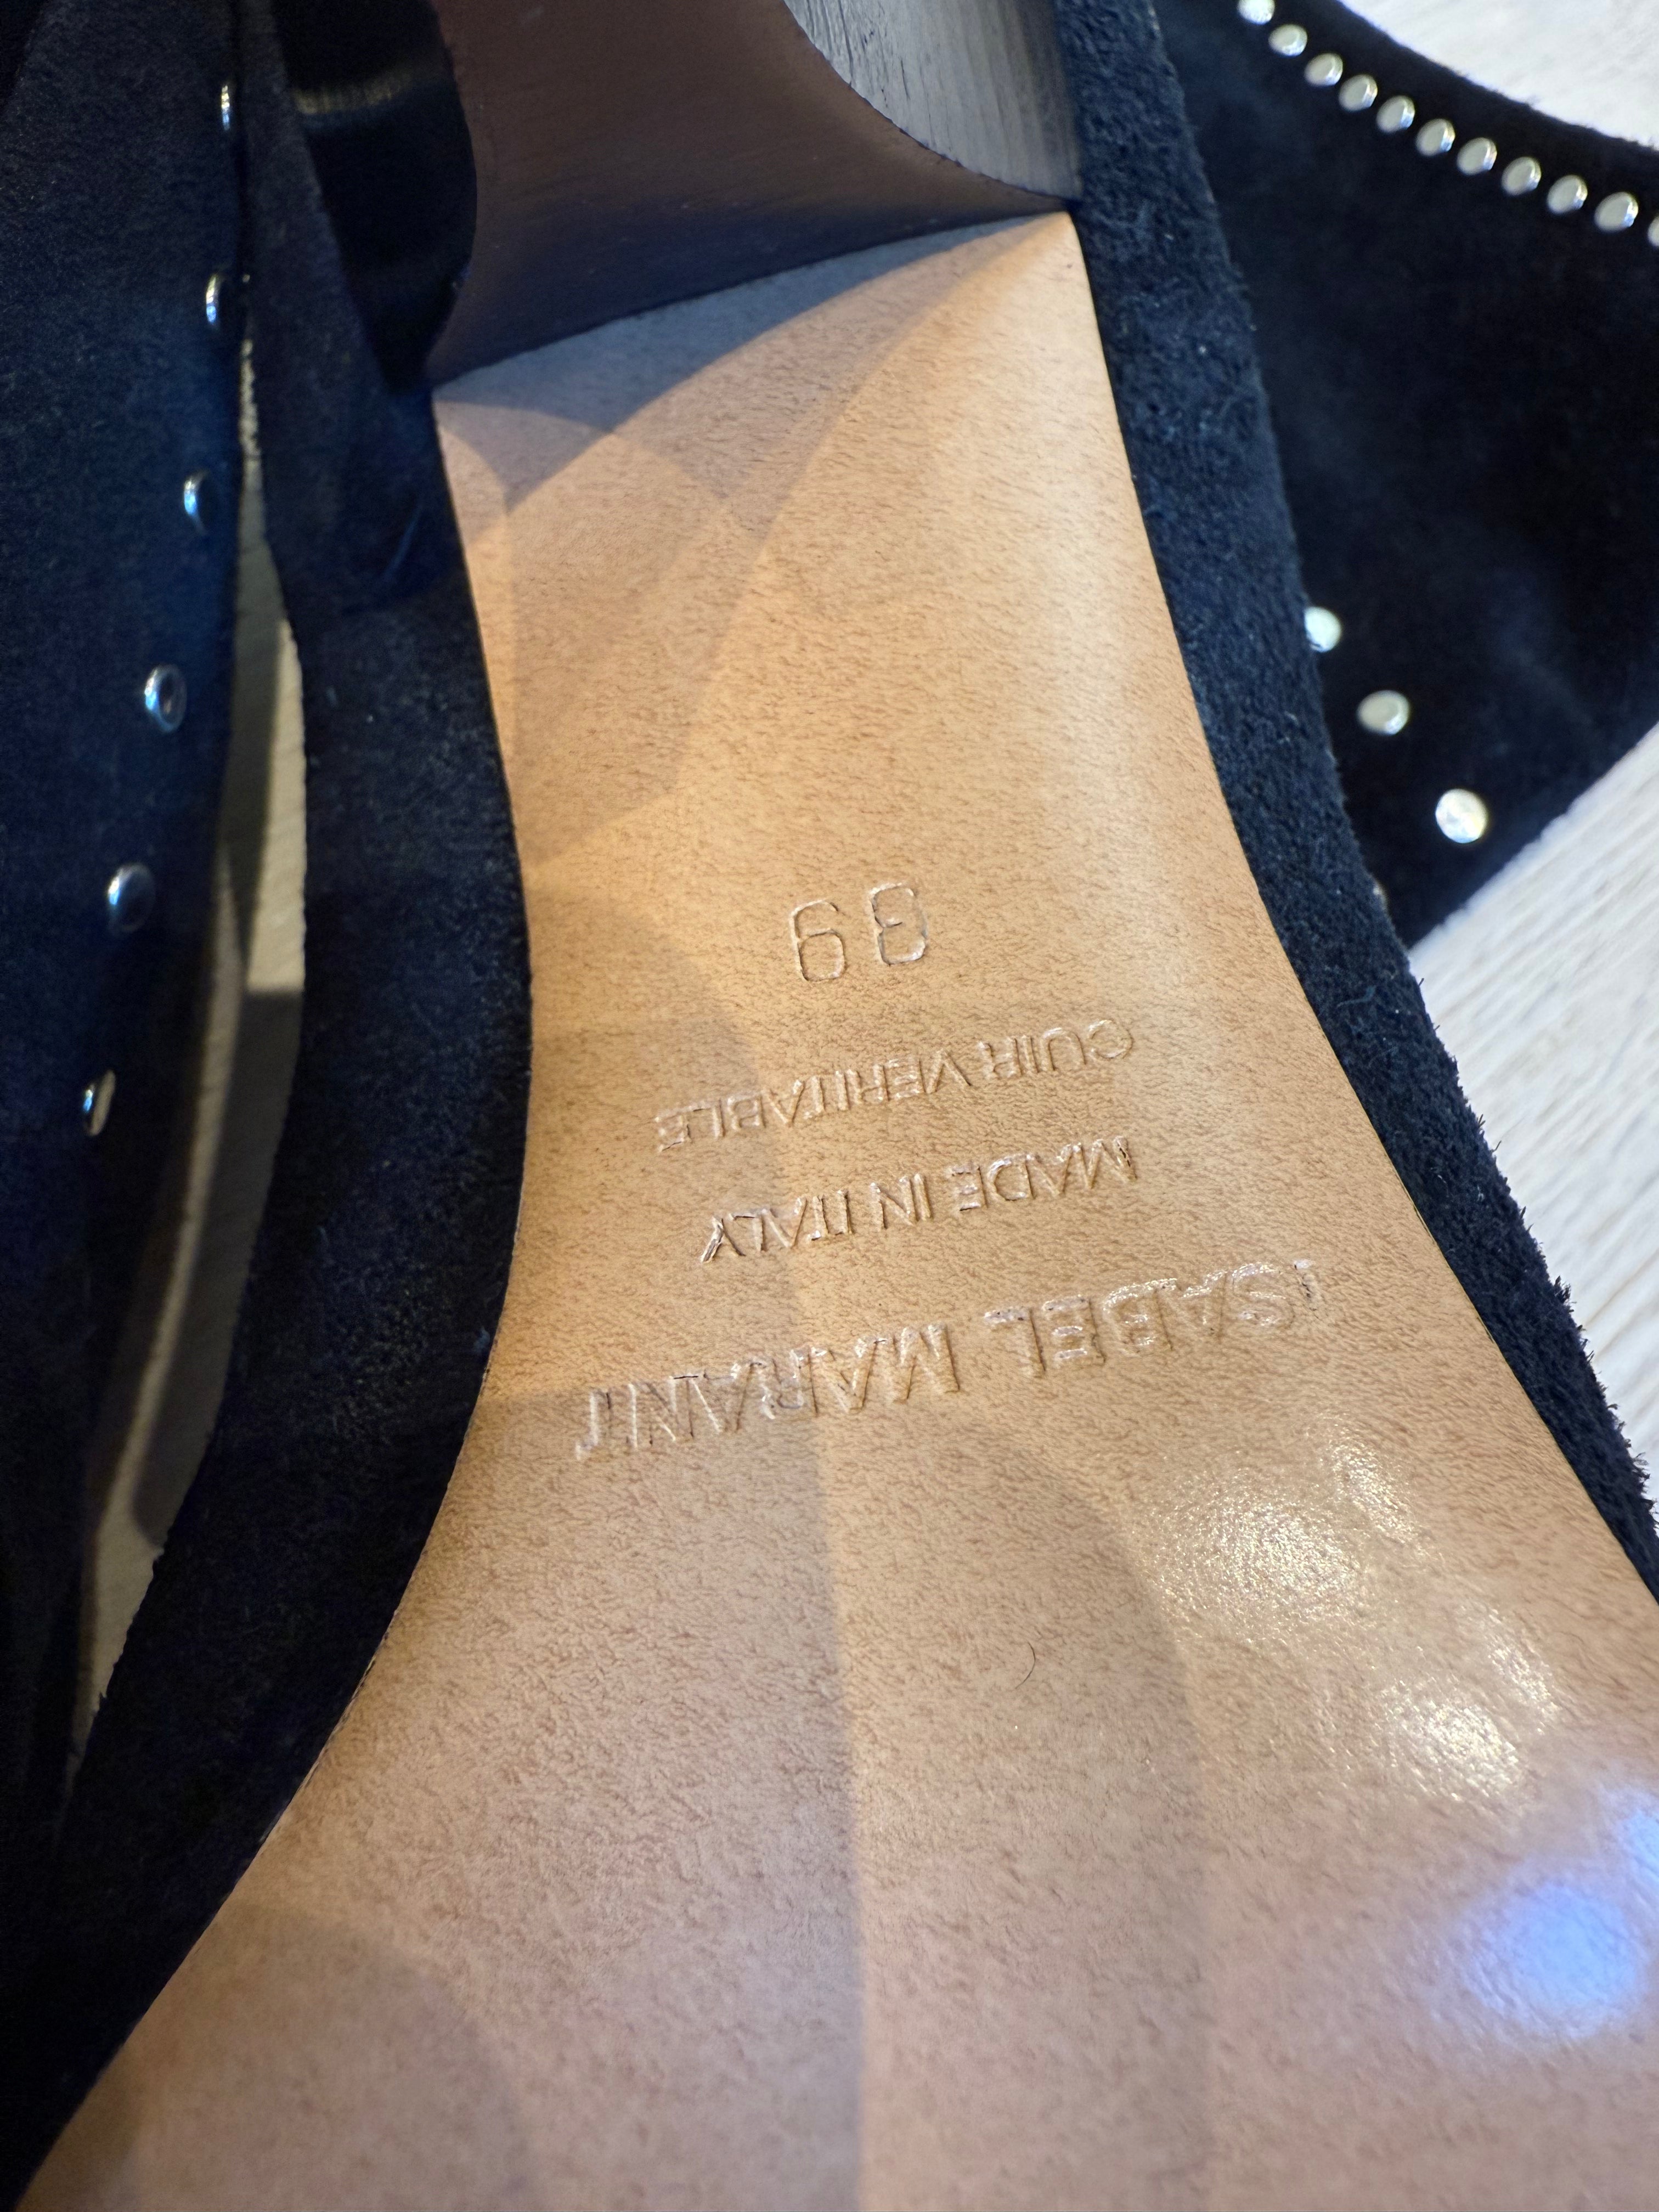 ISABEL MARANT
MADE IN ITALY
CUIR VERITABLE
39